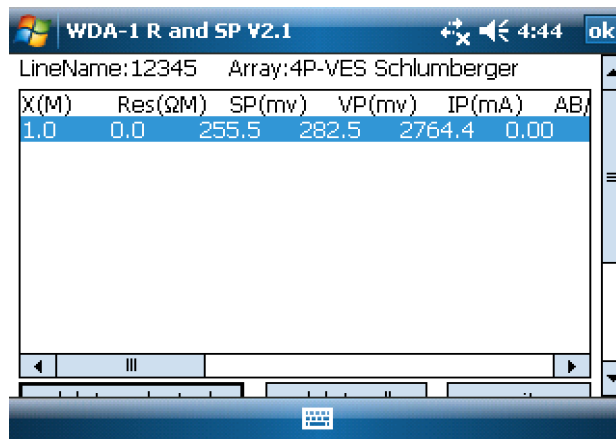 WDA-1 R and SP V2.1 4:44 ok
LineName:12345 Array:4P-VES Schlumberger
X(M) Res(ΩM) SP(mv) VP(mv) IP(mA) AB/
1.0 0.0 255.5 282.5 2764.4 0.00